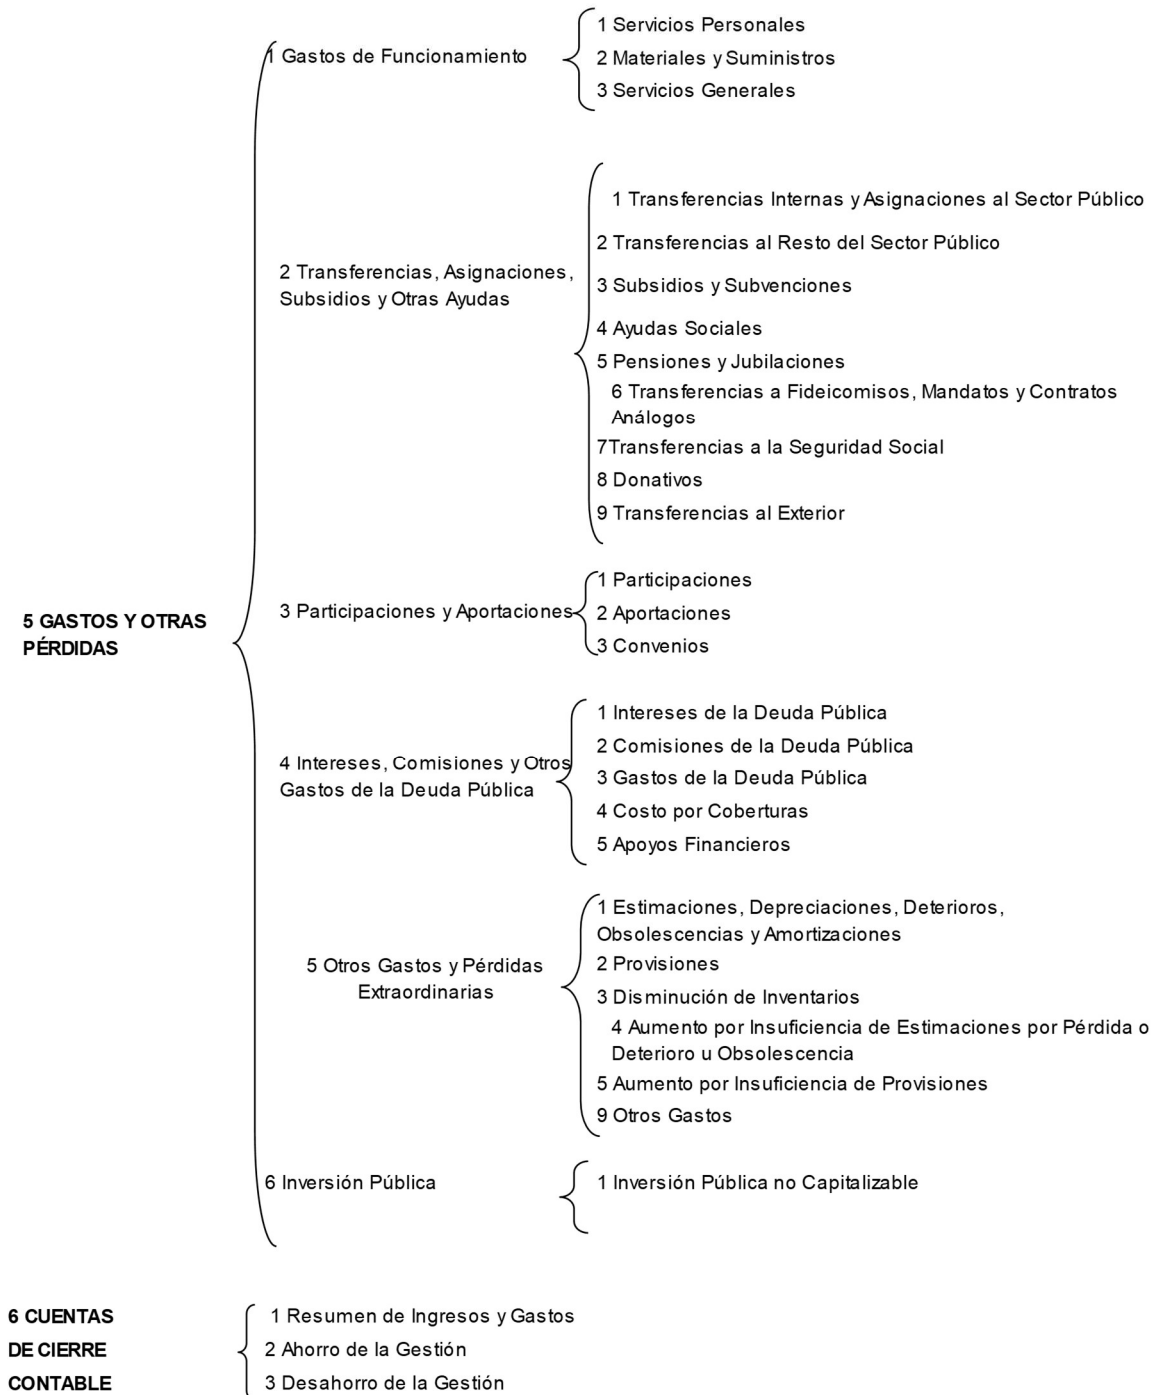 1 Gastos de Funcionamiento
1 Servicios Personales
2 Materiales y Suministros
3 Servicios Generales
2 Transferencias, Asignaciones,
Subsidios y Otras Ayudas
1 Transferencias Internas y Asignaciones al Sector Público
2 Transferencias al Resto del Sector Público
3 Subsidios y Subvenciones
4 Ayudas Sociales
5 Pensiones y Jubilaciones
6 Transferencias a Fideicomisos, Mandatos y Contratos
Análogos
7Transferencias a la Seguridad Social
8 Donativos
9 Transferencias al Exterior
5 GASTOS Y OTRAS
PÉRDIDAS
3 Participaciones y Aportaciones
1 Participaciones
2 Aportaciones
3 Convenios
4 Intereses, Comisiones y Otros
Gastos de la Deuda Pública
1 Intereses de la Deuda Pública
2 Comisiones de la Deuda Pública
3 Gastos de la Deuda Pública
4 Costo por Coberturas
5 Apoyos Financieros
5 Otros Gastos y Pérdidas
Extraordinarias
1 Estimaciones, Depreciaciones, Deterioros,
Obsolescencias y Amortizaciones
2 Provisiones
3 Disminución de Inventarios
4 Aumento por Insuficiencia de Estimaciones por Pérdida o
Deterioro u Obsolescencia
5 Aumento por Insuficiencia de Provisiones
9 Otros Gastos
6 Inversión Pública
1 Inversión Pública no Capitalizable
6 CUENTAS
DE CIERRE
CONTABLE
1 Resumen de Ingresos y Gastos
2 Ahorro de la Gestión
3 Desahorro de la Gestión